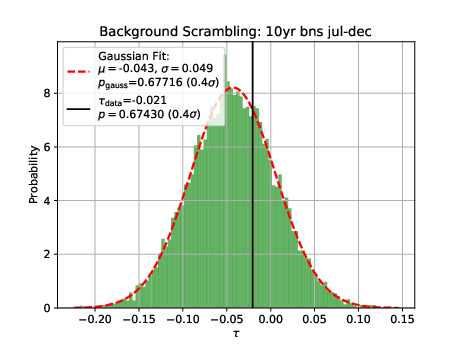 Background Scrambling: 10yr bns jul-dec
Gaussian Fit:
μ = -0.043, σ = 0.049
p_gauss=0.67716 (0.4σ)
τ_data=-0.021
p = 0.67430 (0.4σ)
Probability
8
6
4
2
0
−0.20 −0.15 −0.10 −0.05 0.00 0.05 0.10 0.15
τ